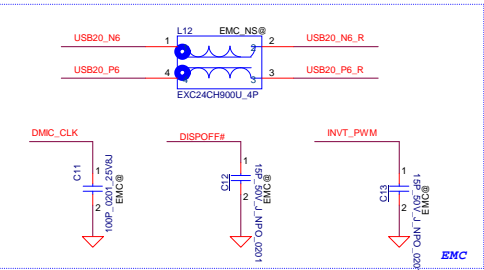 L12 EMC_NS@
USB20_N6 1 2 USB20_N6_R
USB20_P6 4 3 USB20_P6_R
EXC24CH900U_4P
DMIC_CLK
DISPOFF#
INVT_PWM
1
C11
2
100P_0201_25V8J
EMC@
1
C12
2
15P_50V_J_NPO_0201
EMC@
1
C13
2
15P_50V_J_NPO_020
EMC@
EMC